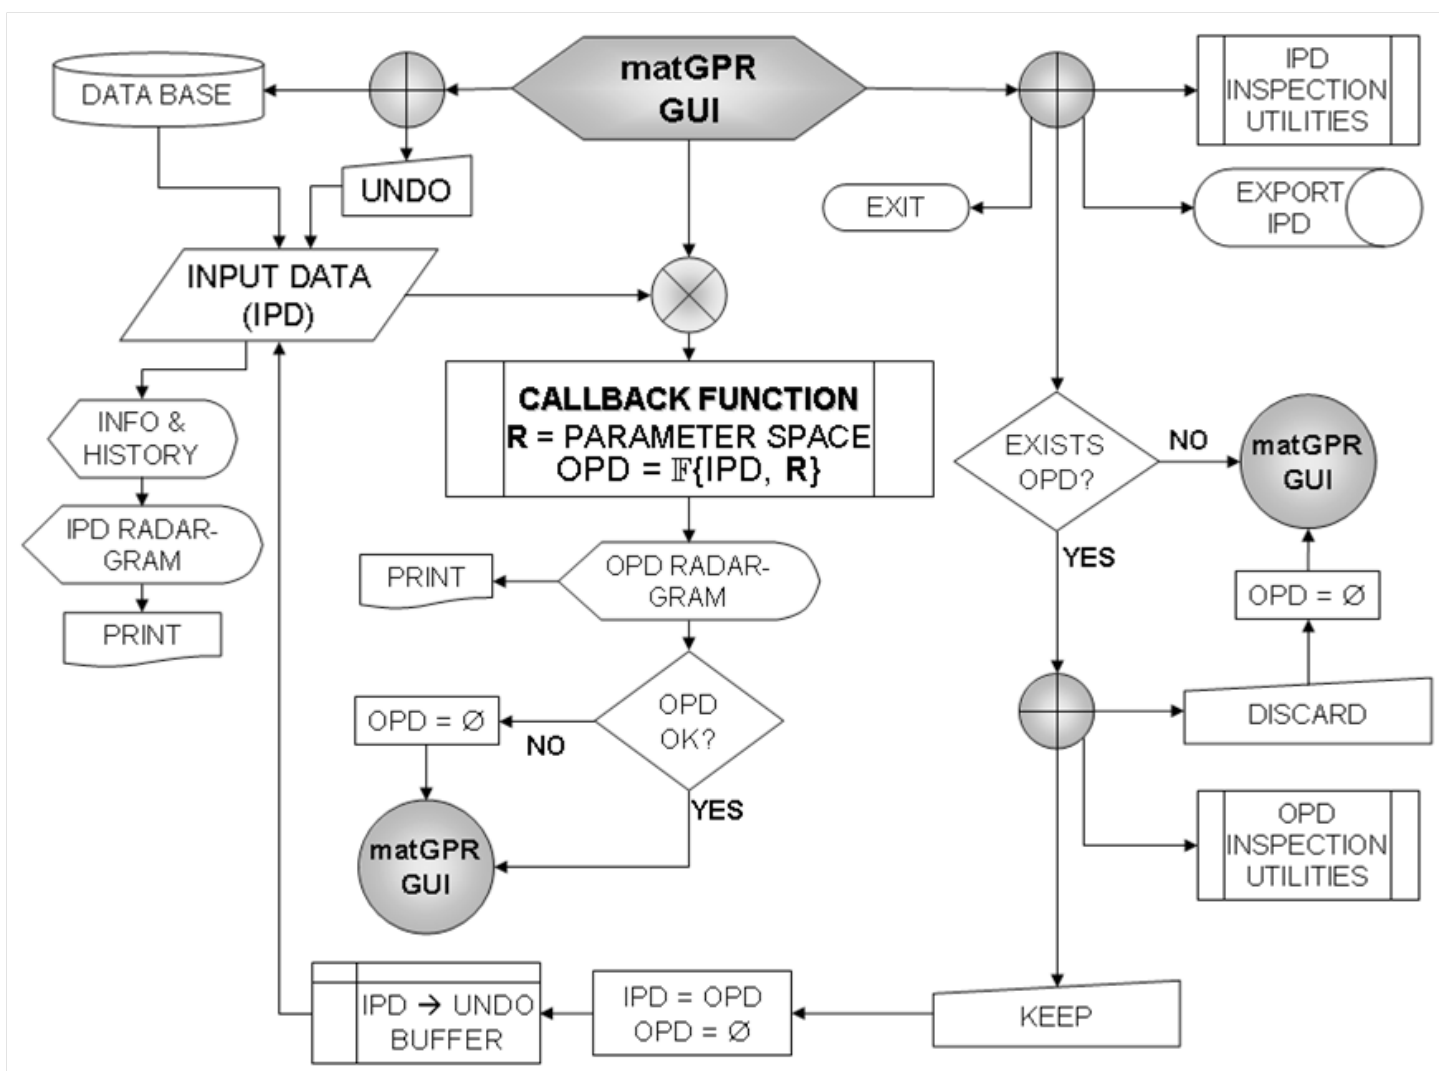 matGPR
GUI
DATA BASE
UNDO
INPUT DATA
(IPD)
INFO &
HISTORY
IPD RADAR-
GRAM
PRINT
CALLBACK FUNCTION
R = PARAMETER SPACE
OPD = 𝔽{IPD, R}
OPD RADAR-
GRAM
PRINT
OPD
OK?
NO
OPD = Ø
YES
matGPR
GUI
IPD
INSPECTION
UTILITIES
EXIT
EXPORT
IPD
EXISTS
OPD?
NO
matGPR
GUI
YES
OPD = Ø
DISCARD
OPD
INSPECTION
UTILITIES
KEEP
IPD = OPD
OPD = Ø
IPD → UNDO
BUFFER